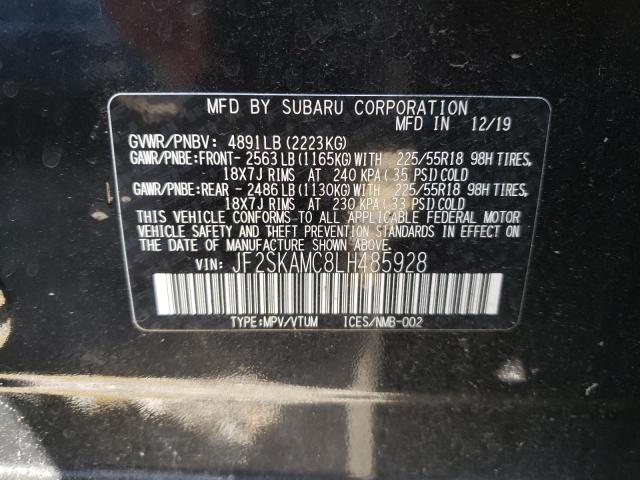 MFD BY SUBARU CORPORATION
MFD IN 12/19
GVWR/PNBV: 4891LB (2223KG)
GAWR/PNBE:FRONT- 2563LB(1165KG)WITH 225/55R18 98H TIRES,
18X7J RIMS AT 240 KPA(35 PSI)COLD
GAWR/PNBE:REAR - 2486LB(1130KG)WITH 225/55R18 98H TIRES,
18X7J RIMS AT 230 KPA(33 PSI)COLD
THIS VEHICLE CONFORMS TO ALL APPLICABLE FEDERAL MOTOR
VEHICLE SAFETY AND THEFT PREVENTION STANDARDS IN
EFFECT ON THE DATE OF MANUFACTURE SHOWN ABOVE.385
VIN: JF2SKAMC8LH485928
TYPE:MPV/VTUM ICES/NMB-002